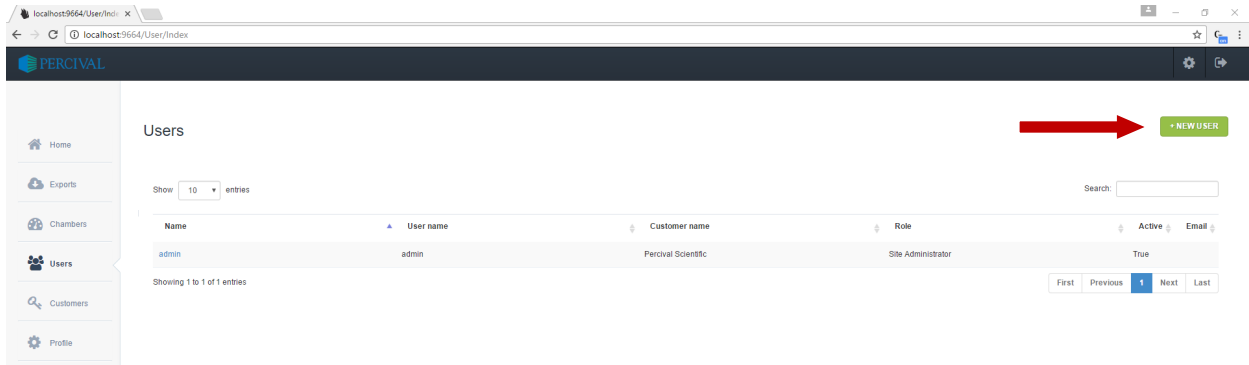 localhost:9664/User/Inde
localhost:9664/User/Index
PERCIVAL
Home
Exports
Chambers
Users
Customers
Profile
Users
+ NEW USER
Show 10 entries
Search:
Name User name Customer name Role Active Email
admin admin Percival Scientific Site Administrator True
Showing 1 to 1 of 1 entries
First Previous 1 Next Last